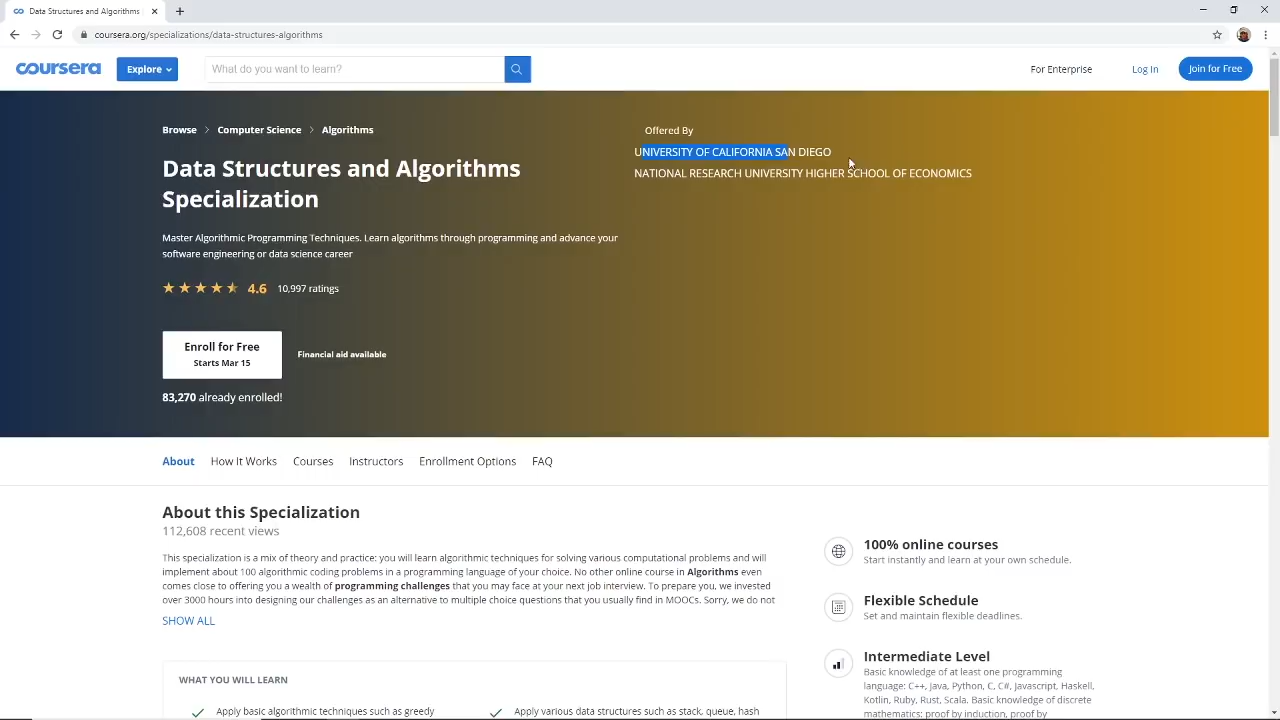 Data Structures and Algorithms
coursera.org/specializations/data-structures-algorithms
coursera
Explore
What do you want to learn?
For Enterprise
Log In
Join for Free
Browse > Computer Science > Algorithms
Data Structures and Algorithms
Specialization
Master Algorithmic Programming Techniques. Learn algorithms through programming and advance your
software engineering or data science career
4.6 10,997 ratings
Enroll for Free
Starts Mar 15
Financial aid available
83,270 already enrolled!
Offered By
UNIVERSITY OF CALIFORNIA SAN DIEGO
NATIONAL RESEARCH UNIVERSITY HIGHER SCHOOL OF ECONOMICS
About
How It Works
Courses
Instructors
Enrollment Options
FAQ
About this Specialization
112,608 recent views
This specialization is a mix of theory and practice: you will learn algorithmic techniques for solving various computational problems and will
implement about 100 algorithmic coding problems in a programming language of your choice. No other online course in Algorithms even
comes close to offering you a wealth of programming challenges that you may face at your next job interview. To prepare you, we invested
over 3000 hours into designing our challenges as an alternative to multiple choice questions that you usually find in MOOCs. Sorry, we do not
SHOW ALL
WHAT YOU WILL LEARN
Apply basic algorithmic techniques such as greedy
Apply various data structures such as stack, queue, hash
100% online courses
Start instantly and learn at your own schedule.
Flexible Schedule
Set and maintain flexible deadlines.
Intermediate Level
Basic knowledge of at least one programming
language: C++, Java, Python, C, C#, Javascript, Haskell,
Kotlin, Ruby, Rust, Scala. Basic knowledge of discrete
mathematics: proof by induction, proof by